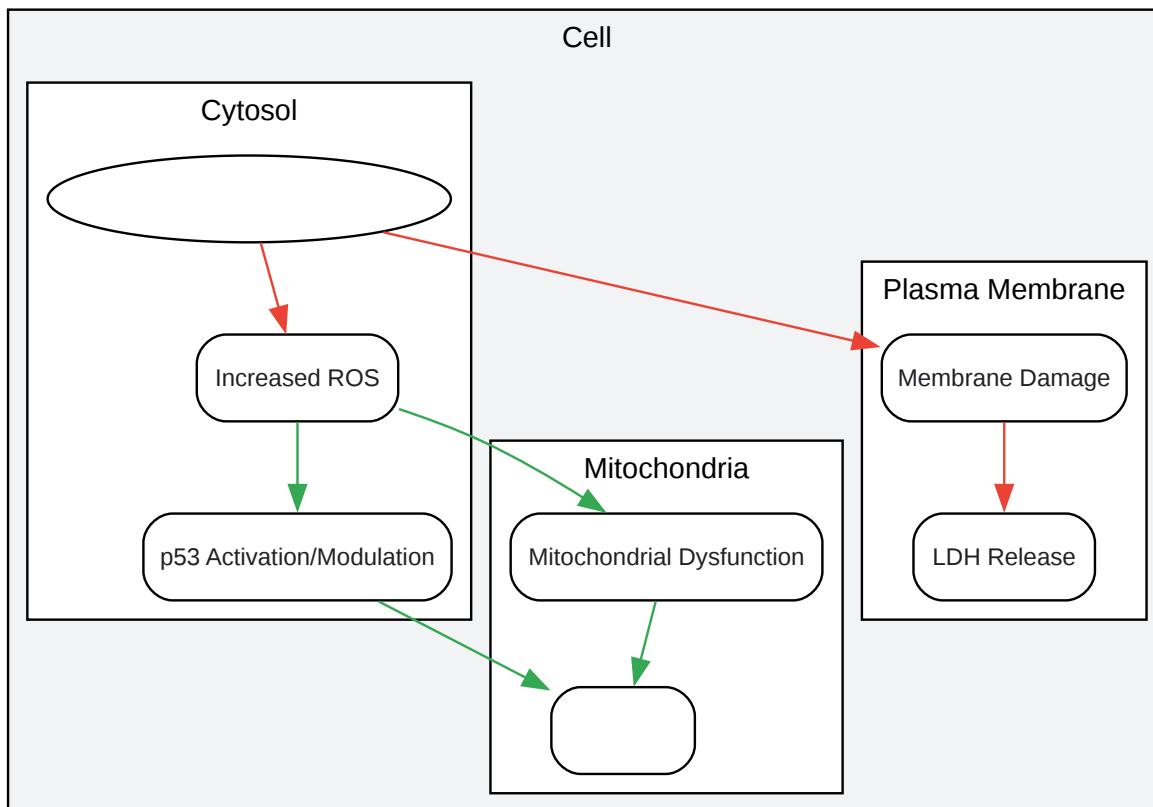 Cell
Cytosol
Plasma Membrane
Increased ROS
Membrane Damage
Mitochondria
p53 Activation/Modulation
Mitochondrial Dysfunction
LDH Release